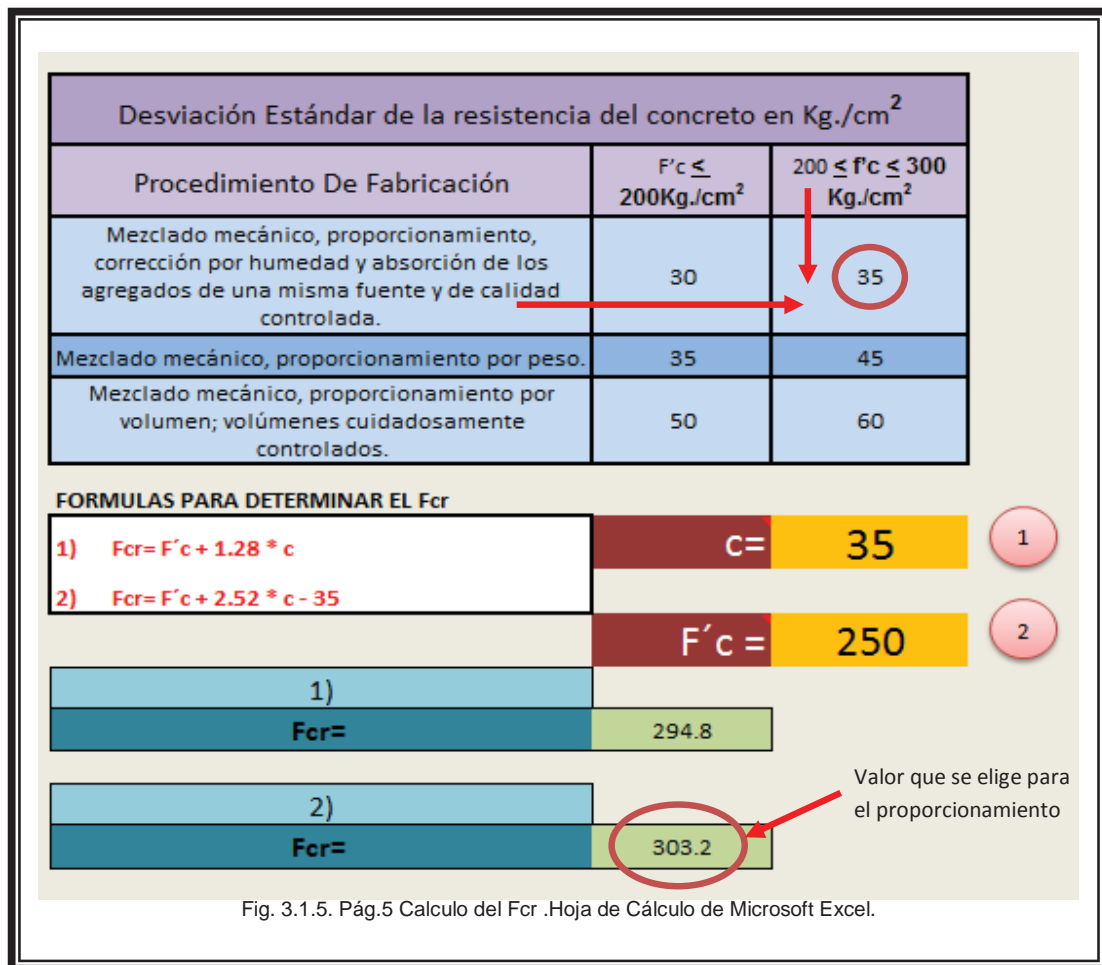 Desviación Estándar de la resistencia del concreto en Kg./cm²
Procedimiento De Fabricación
F'c ≤
200Kg./cm²
200 ≤ f'c ≤ 300
Kg./cm²
Mezclado mecánico, proporcionamiento,
corrección por humedad y absorción de los
agregados de una misma fuente y de calidad
controlada.
30
35
Mezclado mecánico, proporcionamiento por peso.
35
45
Mezclado mecánico, proporcionamiento por
volumen; volúmenes cuidadosamente
controlados.
50
60
FORMULAS PARA DETERMINAR EL Fcr
1) Fcr= F´c + 1.28 * c
2) Fcr= F´c + 2.52 * c - 35
c= 35
1
F´c = 250
2
1)
Fcr= 294.8
2)
Fcr= 303.2
Valor que se elige para
el proporcionamiento
Fig. 3.1.5. Pág.5 Calculo del Fcr .Hoja de Cálculo de Microsoft Excel.